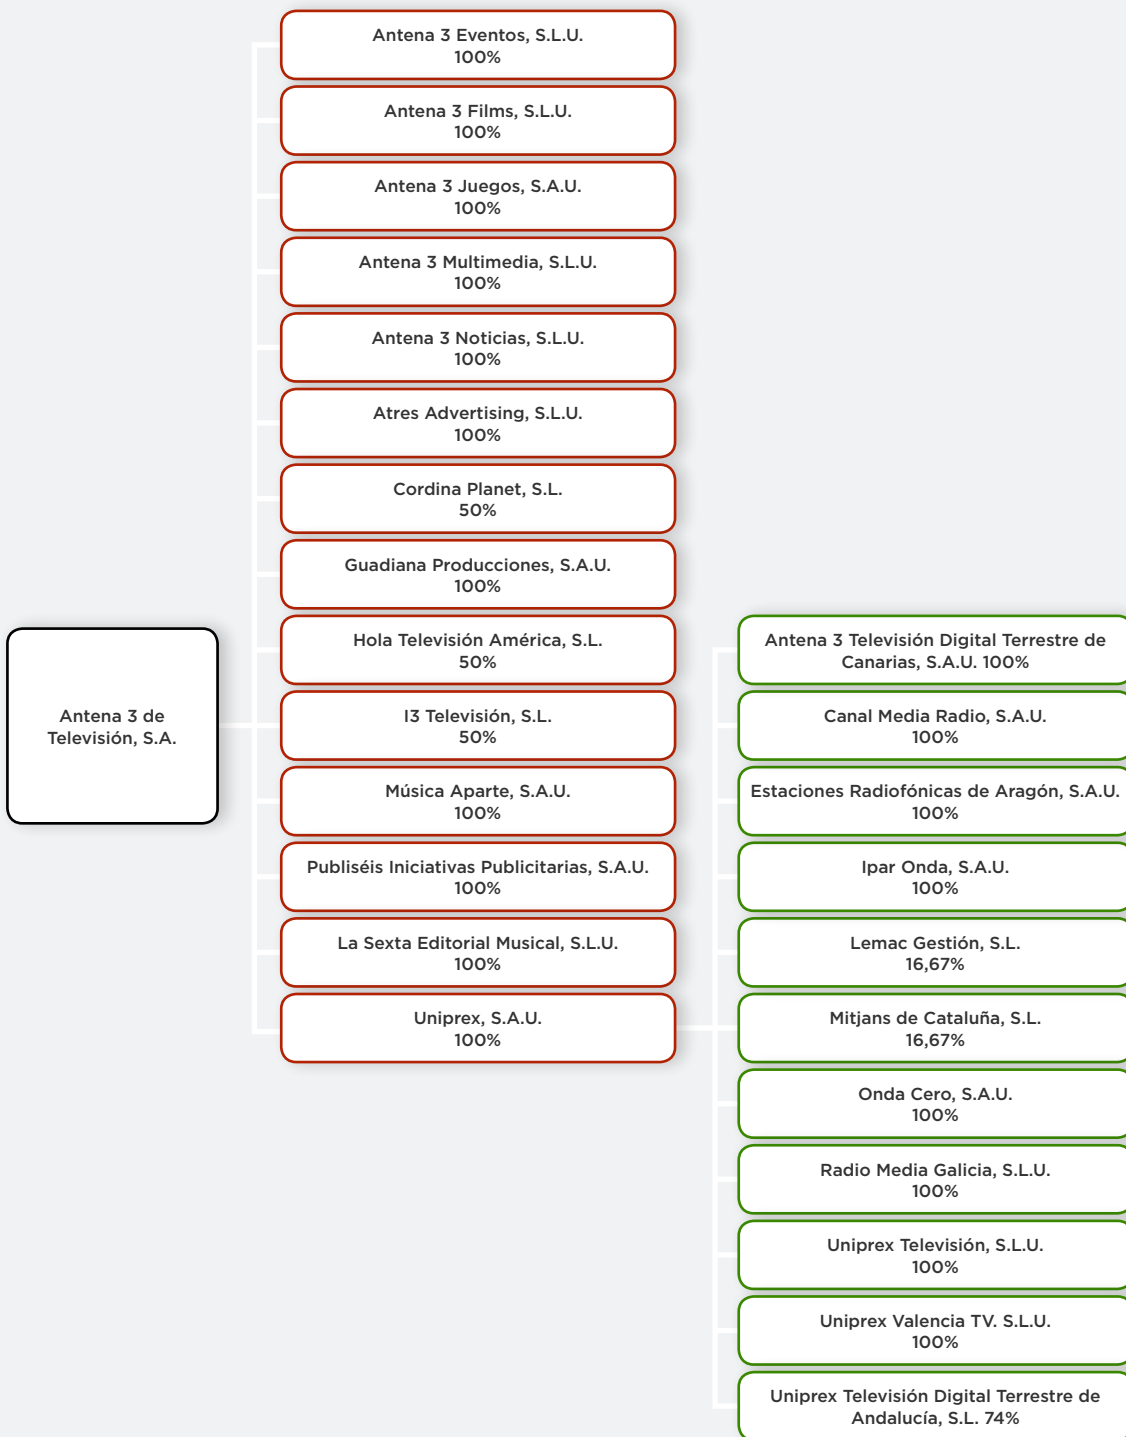 Antena 3 de
Televisión, S.A.
Antena 3 Eventos, S.L.U.
100%
Antena 3 Films, S.L.U.
100%
Antena 3 Juegos, S.A.U.
100%
Antena 3 Multimedia, S.L.U.
100%
Antena 3 Noticias, S.L.U.
100%
Atres Advertising, S.L.U.
100%
Cordina Planet, S.L.
50%
Guadiana Producciones, S.A.U.
100%
Hola Televisión América, S.L.
50%
I3 Televisión, S.L.
50%
Música Aparte, S.A.U.
100%
Publiséis Iniciativas Publicitarias, S.A.U.
100%
La Sexta Editorial Musical, S.L.U.
100%
Uniprex, S.A.U.
100%
Antena 3 Televisión Digital Terrestre de
Canarias, S.A.U. 100%
Canal Media Radio, S.A.U.
100%
Estaciones Radiofónicas de Aragón, S.A.U.
100%
Ipar Onda, S.A.U.
100%
Lemac Gestión, S.L.
16,67%
Mitjans de Cataluña, S.L.
16,67%
Onda Cero, S.A.U.
100%
Radio Media Galicia, S.L.U.
100%
Uniprex Televisión, S.L.U.
100%
Uniprex Valencia TV. S.L.U.
100%
Uniprex Televisión Digital Terrestre de
Andalucía, S.L. 74%